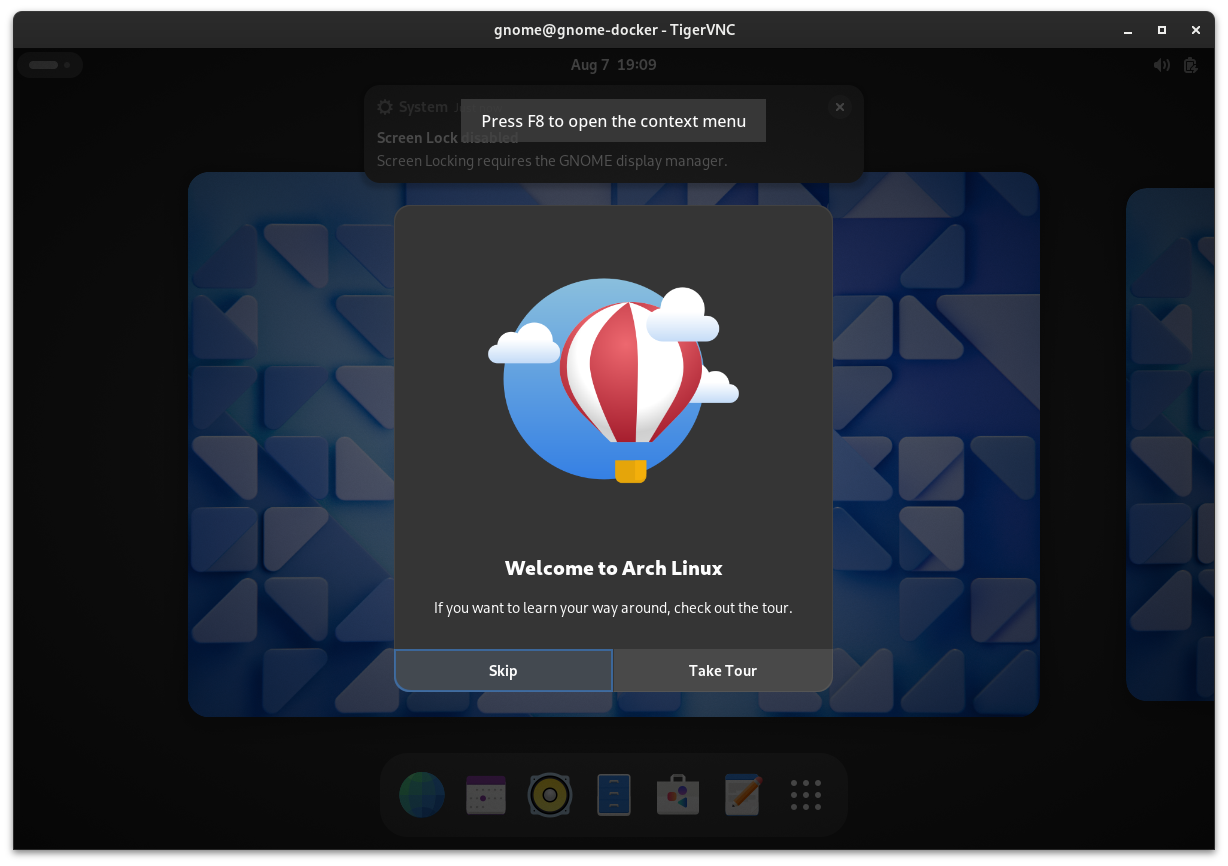 gnome@gnome-docker - TigerVNC
Aug 7 19:09
System
Press F8 to open the context menu
Screen Lock disabled
Screen Locking requires the GNOME display manager.
Welcome to Arch Linux
If you want to learn your way around, check out the tour.
Skip
Take Tour